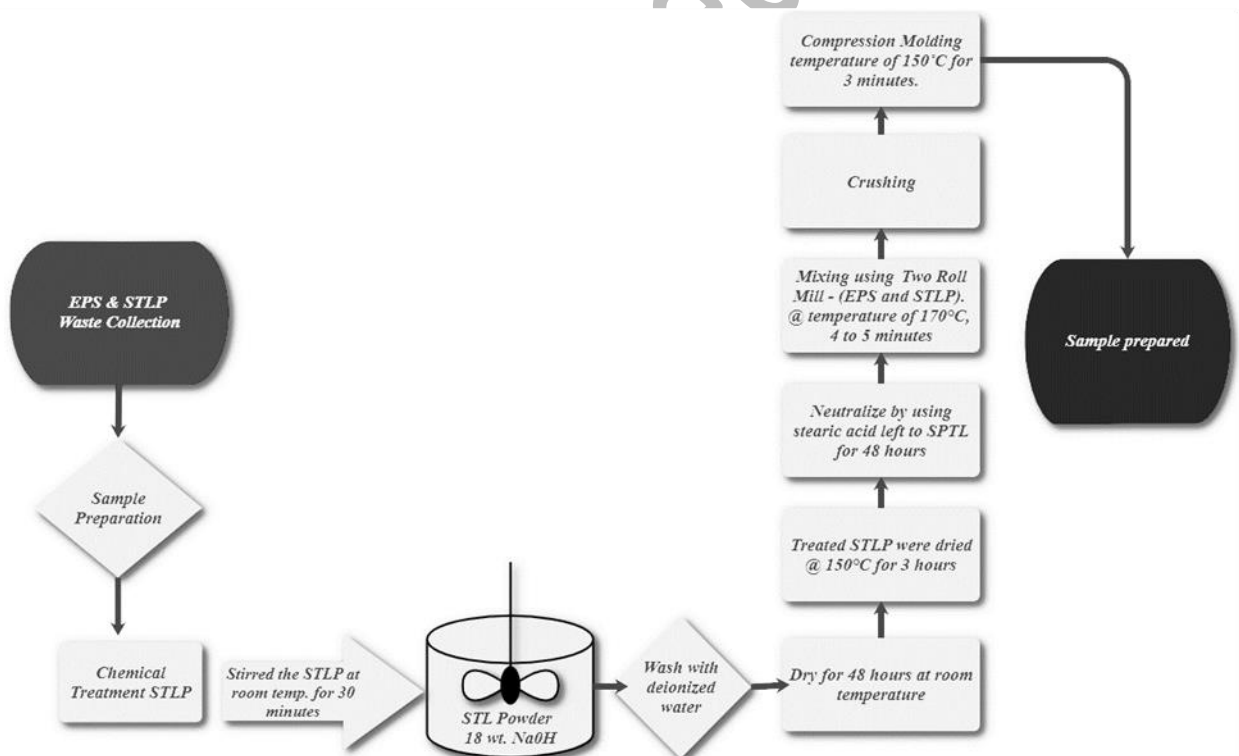 EPS & STLP
Waste Collection
Sample
Preparation
Chemical
Treatment STLP
Stirred the STLP at
room temp. for 30
minutes
STL Powder
18 wt. Na0H
Wash with
deionized
water
Dry for 48 hours at room
temperature
Treated STLP were dried
@ 150°C for 3 hours
Neutralize by using
stearic acid left to SPTL
for 48 hours
Mixing using Two Roll
Mill - (EPS and STLP).
@ temperature of 170°C,
4 to 5 minutes
Crushing
Compression Molding
temperature of 150°C for
3 minutes.
Sample prepared